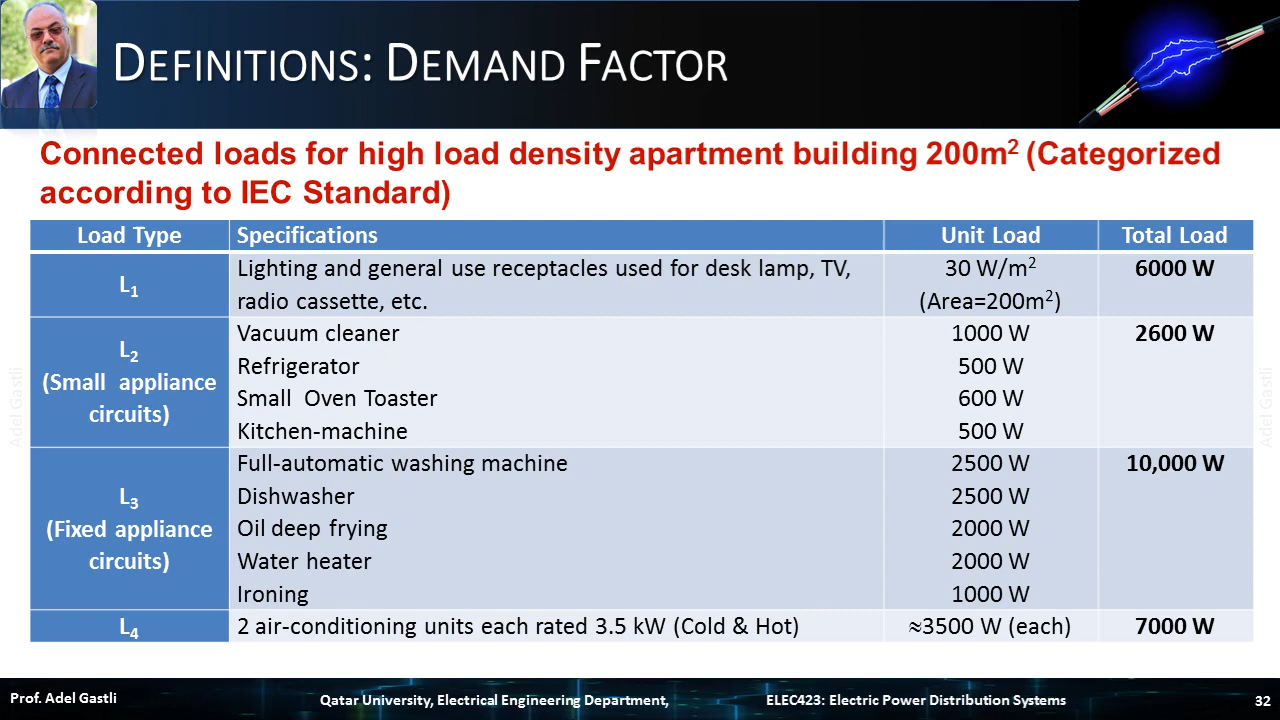 DEFINITIONS: DEMAND FACTOR
Connected loads for high load density apartment building 200m² (Categorized
according to IEC Standard)
Load Type Specifications Unit Load Total Load
L₁ Lighting and general use receptacles used for desk lamp, TV, radio cassette, etc. 30 W/m² (Area=200m²) 6000 W
L₂ (Small appliance circuits)
Vacuum cleaner 1000 W 2600 W
Refrigerator 500 W
Small Oven Toaster 600 W
Kitchen-machine 500 W
L₃ (Fixed appliance circuits)
Full-automatic washing machine 2500 W 10,000 W
Dishwasher 2500 W
Oil deep frying 2000 W
Water heater 2000 W
Ironing 1000 W
L₄ 2 air-conditioning units each rated 3.5 kW (Cold & Hot) ≈3500 W (each) 7000 W
Adel Gastli
Adel Gastli
Prof. Adel Gastli Qatar University, Electrical Engineering Department, ELEC423: Electric Power Distribution Systems 32